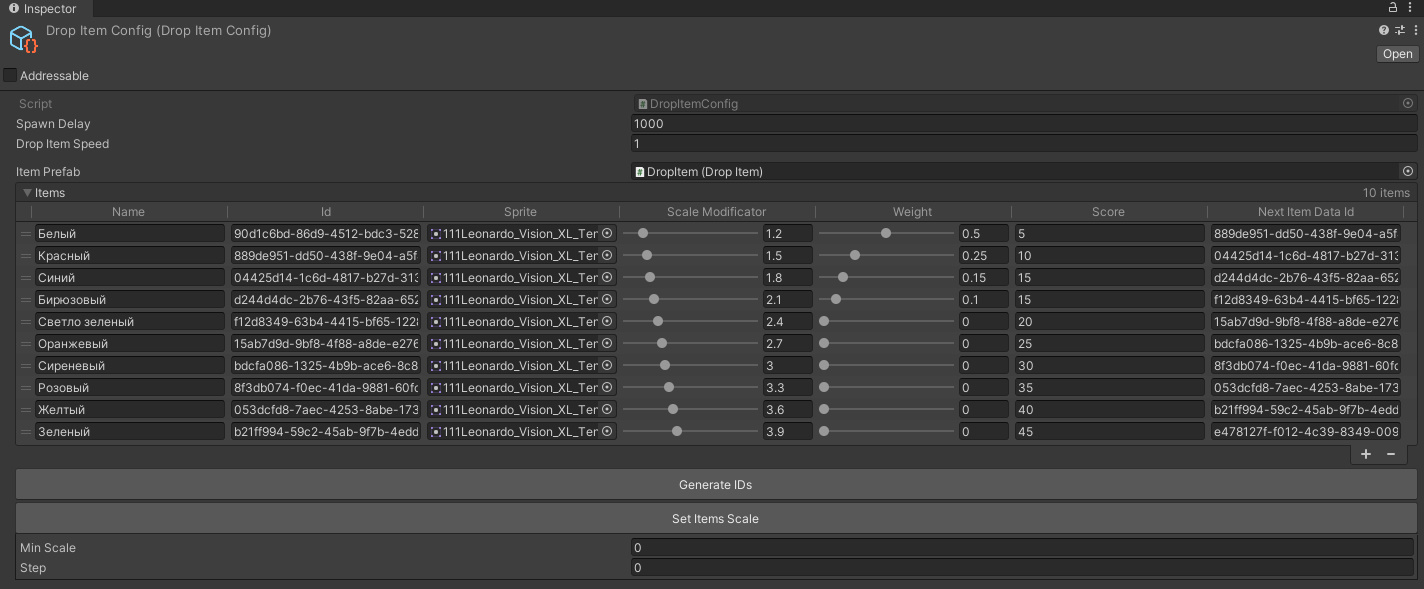 Inspector
Drop Item Config (Drop Item Config)
Open
Addressable
Script DropItemConfig
Spawn Delay 1000
Drop Item Speed 1
Item Prefab DropItem (Drop Item)
Items 10 items
Name Id Sprite Scale Modificator Weight Score Next Item Data Id
Белый 90d1c6bd-86d9-4512-bdc3-528 111Leonardo_Vision_XL_Ter 1.2 0.5 5 889de951-dd50-438f-9e04-a5f
Красный 889de951-dd50-438f-9e04-a5f 111Leonardo_Vision_XL_Ter 1.5 0.25 10 04425d14-1c6d-4817-b27d-313
Синий 04425d14-1c6d-4817-b27d-313 111Leonardo_Vision_XL_Ter 1.8 0.15 15 d244d4dc-2b76-43f5-82aa-652
Бирюзовый d244d4dc-2b76-43f5-82aa-652 111Leonardo_Vision_XL_Ter 2.1 0.1 15 f12d8349-63b4-4415-bf65-1228
Светло зеленый f12d8349-63b4-4415-bf65-1228 111Leonardo_Vision_XL_Ter 2.4 0 20 15ab7d9d-9bf8-4f88-a8de-e276
Оранжевый 15ab7d9d-9bf8-4f88-a8de-e276 111Leonardo_Vision_XL_Ter 2.7 0 25 bdcfa086-1325-4b9b-ace6-8c8
Сиреневый bdcfa086-1325-4b9b-ace6-8c8 111Leonardo_Vision_XL_Ter 3 0 30 8f3db074-f0ec-41da-9881-60fc
Розовый 8f3db074-f0ec-41da-9881-60fc 111Leonardo_Vision_XL_Ter 3.3 0 35 053dcfd8-7aec-4253-8abe-173
Желтый 053dcfd8-7aec-4253-8abe-173 111Leonardo_Vision_XL_Ter 3.6 0 40 b21ff994-59c2-45ab-9f7b-4edd
Зеленый b21ff994-59c2-45ab-9f7b-4edd 111Leonardo_Vision_XL_Ter 3.9 0 45 e478127f-f012-4c39-8349-009
Generate IDs
Set Items Scale
Min Scale 0
Step 0